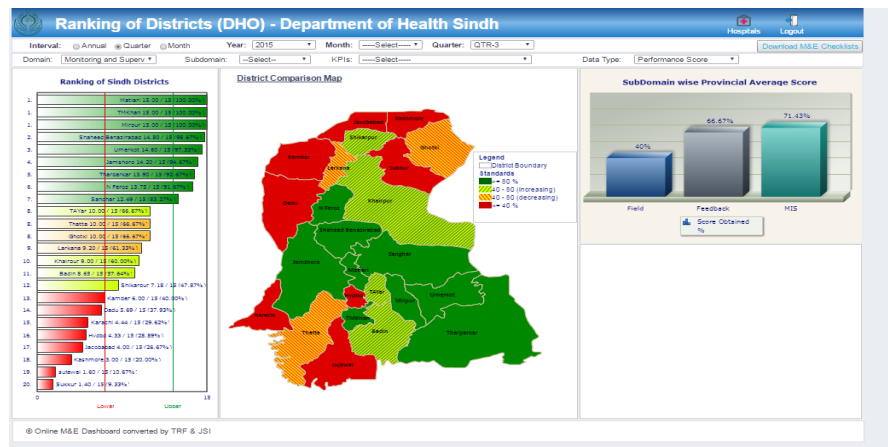 Ranking of Districts (DHO) - Department of Health Sindh
Hospitals
Logout
Interval: Annual Quarter Month Year: 2015 Month: -----Select----- Quarter: QTR-3
Download M&E Checklists
Domain: Monitoring and Superv Subdomain: --Select-- KPIs: -----Select----- Data Type: Performance Score
Ranking of Sindh Districts
1. Matiari 15.00 / 15 (100.00%)
1. TMKhan 15.00 / 15 (100.00%)
1. Mirpur 15.00 / 15 (100.00%)
2. Shaheed Benazirabad 14.80 / 15
3. Umerkot 14.60 / 15 (97.33%)
4. Jamshoro 14.20 / 15 (94.67%)
5. Tharparkar 13.90 / 15 (92.67%)
6. N Feroz 13.75 / 15 (91.67%)
7. Sanghar 12.49 / 15 (83.27%)
8. TAYar 10.00 / 15 (66.67%)
8. Thatta 10.00 / 15 (66.67%)
8. Ghotki 10.00 / 15 (66.67%)
9. Larkana 9.20 / 15 (61.33%)
10. Khairpur 9.00 / 15 (60.00%)
11. Badin 8.65 / 15 (57.64%)
12. Shikarpur 7.18 / 15 (47.87%)
13. Kamber 6.00 / 15 (40.00%)
14. Dadu 5.69 / 15 (37.93%)
15. Karachi 4.44 / 15 (29.62%)
16. Hydbd 4.33 / 15 (28.89%)
17. Jacobabad 4.00 / 15 (26.67%)
18. Kashmore 3.00 / 15 (20.00%)
19. sujawal 1.60 / 15 (10.67%)
20. Sukkur 1.40 / 15 (9.33%)
0 15
Lower Upper
District Comparison Map
Jacobabad
Kashmore
Shikarpur
Ghotki
Kamber
Larkana
Sukkur
Dadu
Khairpur
N Feroz
Shaheed Benazirabad
Sanghar
Jamshoro
Matiari
TAYar
Umerkot
Mirpur
Karachi
TMKhan
Thatta
Badin
Tharparkar
Sujawal
Legend
District Boundary
Standards
>= 80 %
40 - 80 (increasing)
40 - 80 (decreasing)
<= 40 %
SubDomain wise Provincial Average Score
40%
66.67%
71.43%
Field
Feedback
MIS
Score Obtained
%
® Online M&E Dashboard converted by TRF & JSI